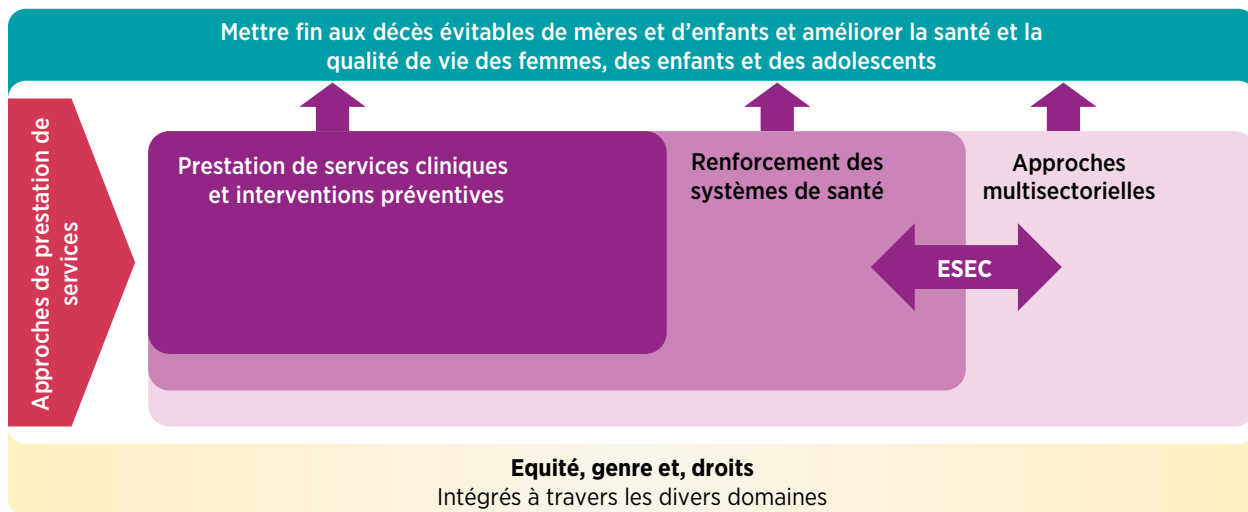 Mettre fin aux décès évitables de mères et d’enfants et améliorer la santé et la
qualité de vie des femmes, des enfants et des adolescents
Approches de prestation de
services
Prestation de services cliniques
et interventions préventives
Renforcement des
systèmes de santé
Approches
multisectorielles
ESEC
Equité, genre et, droits
Intégrés à travers les divers domaines